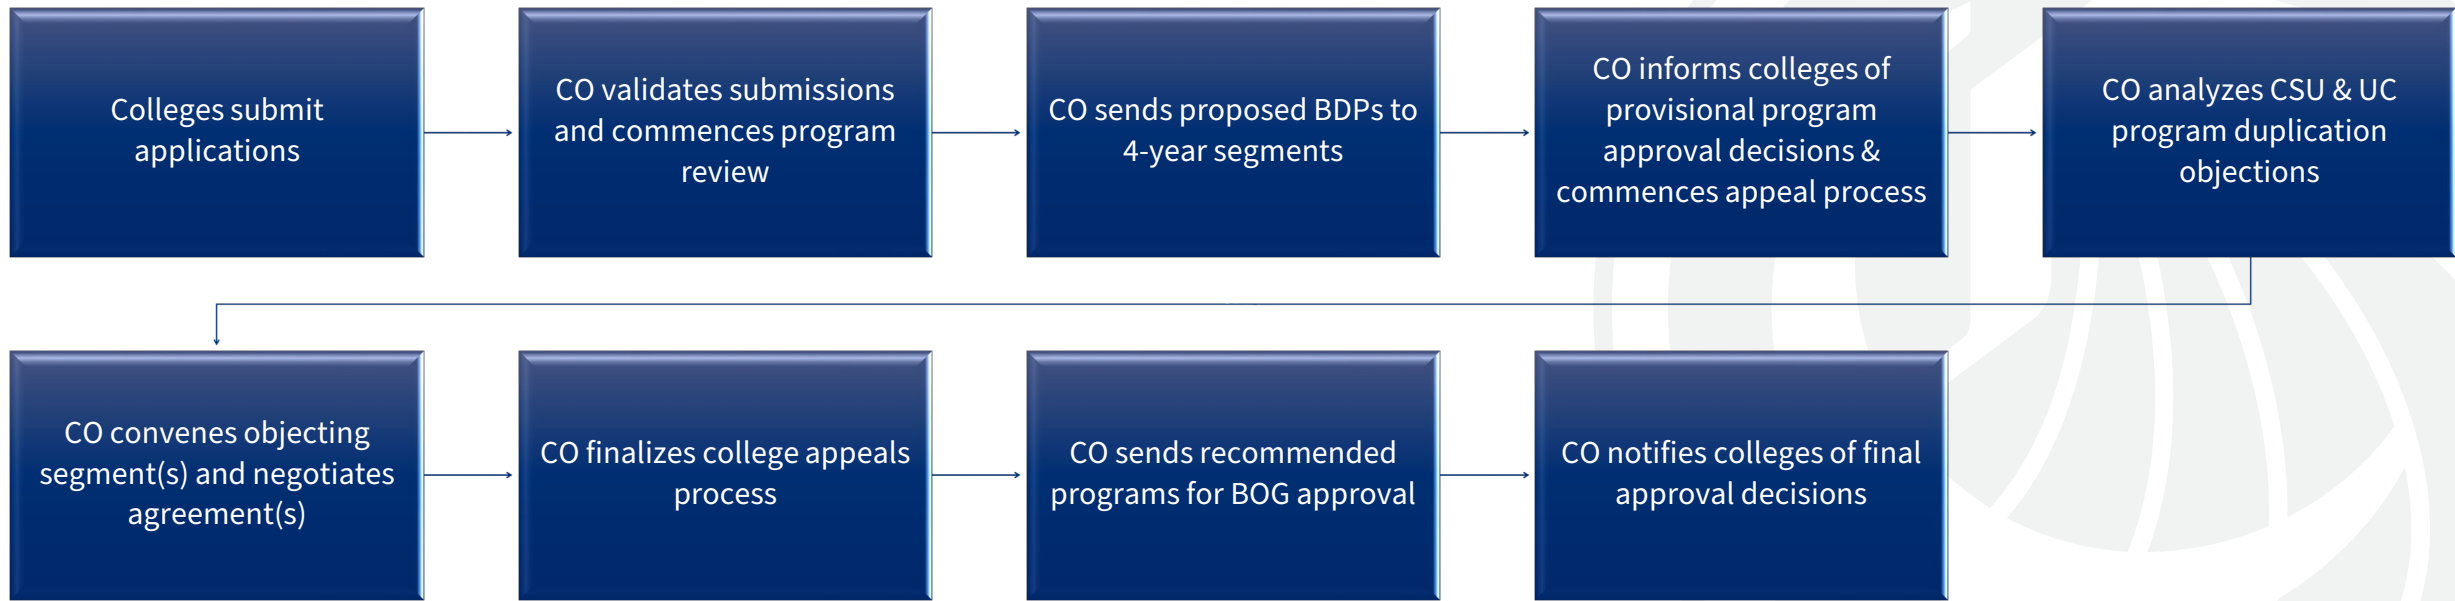 Colleges submit
applications
CO validates submissions
and commences program
review
CO sends proposed BDPs to
4-year segments
CO informs colleges of
provisional program
approval decisions &
commences appeal process
CO analyzes CSU & UC
program duplication
objections
CO convenes objecting
segment(s) and negotiates
agreement(s)
CO finalizes college appeals
process
CO sends recommended
programs for BOG approval
CO notifies colleges of final
approval decisions